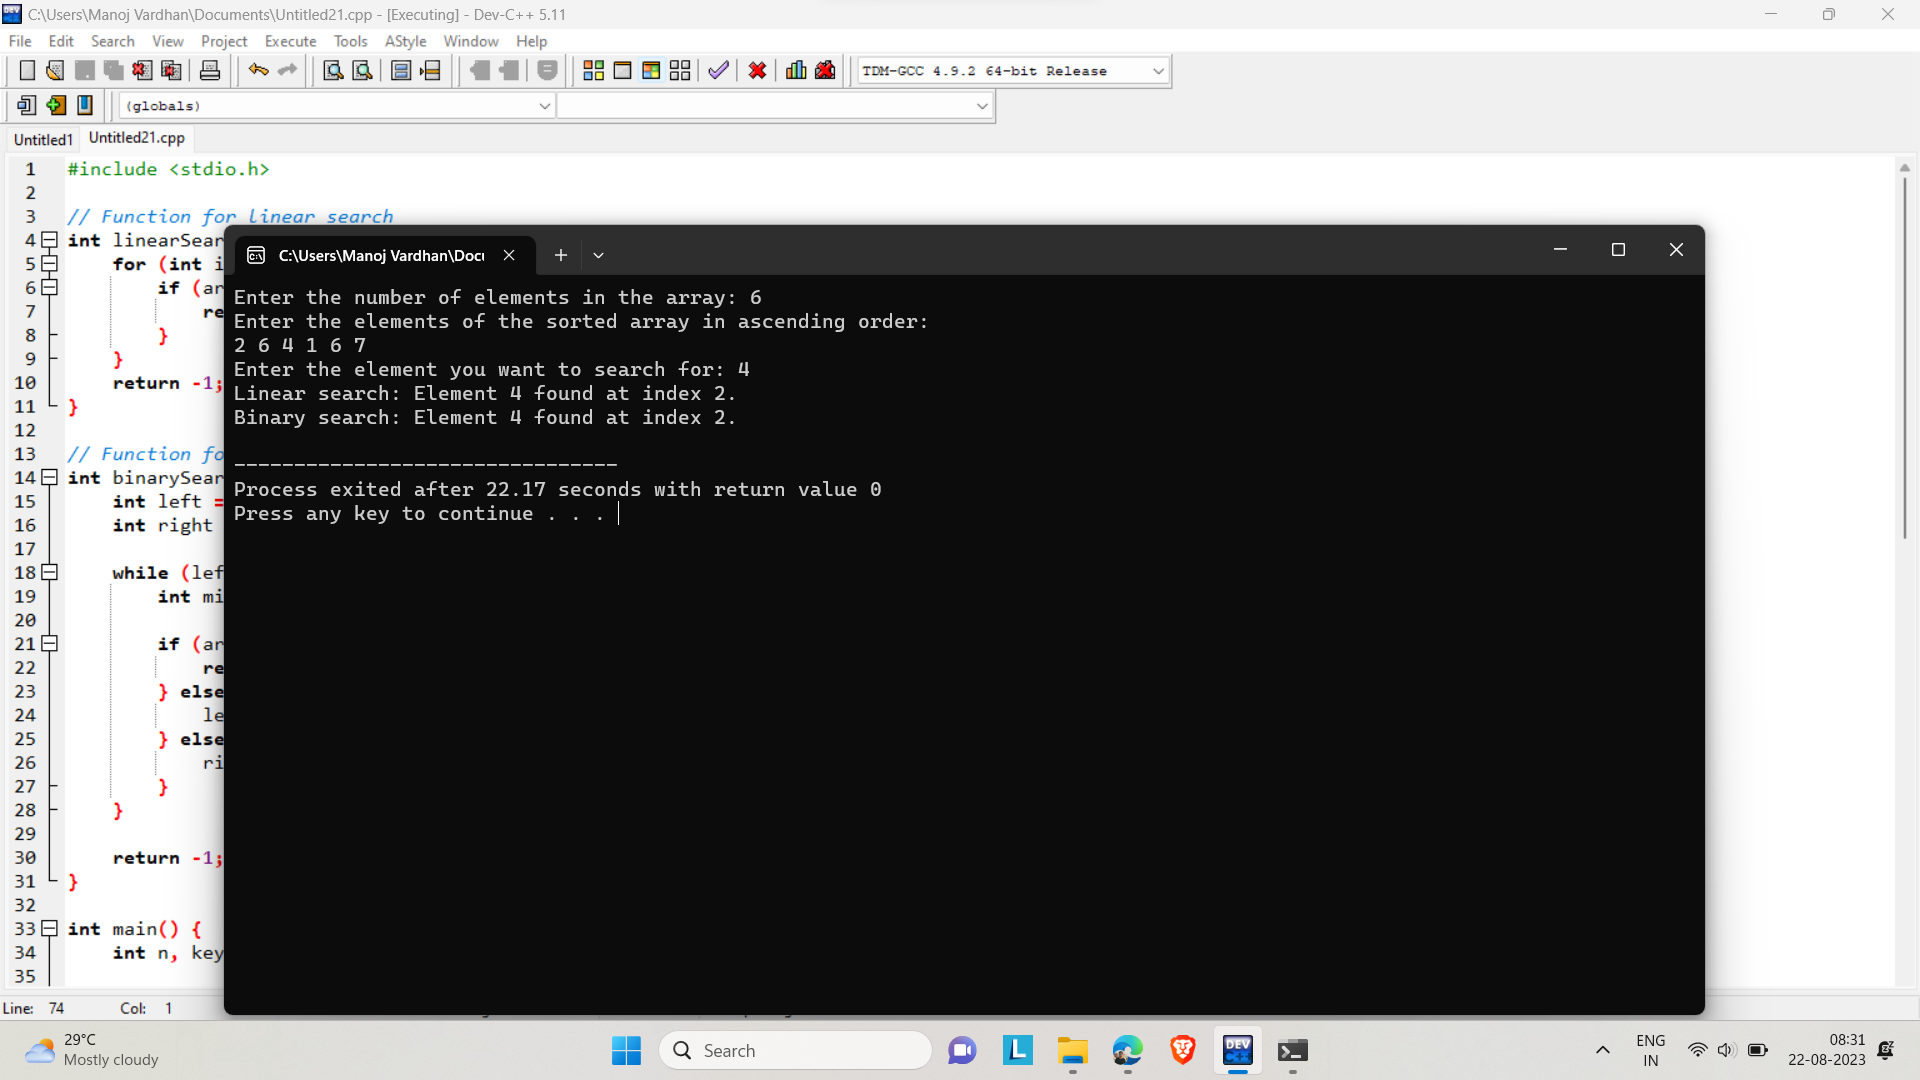 C:\Users\Manoj Vardhan\Documents\Untitled21.cpp - [Executing] - Dev-C++ 5.11
File Edit Search View Project Execute Tools AStyle Window Help
TDM-GCC 4.9.2 64-bit Release
(globals)
Untitled1 Untitled21.cpp
1 #include <stdio.h>
2
3 // Function for linear search
4 int linearSear
5 for (int i
6 if (ar
7 re
8 }
9 }
10 return -1;
11 }
12
13 // Function fo
14 int binarySear
15 int left =
16 int right
17
18 while (lef
19 int mi
20
21 if (ar
22 re
23 } else
24 le
25 } else
26 ri
27 }
28 }
29
30 return -1;
31 }
32
33 int main() {
34 int n, key
35
C:\Users\Manoj Vardhan\Docu
Enter the number of elements in the array: 6
Enter the elements of the sorted array in ascending order:
2 6 4 1 6 7
Enter the element you want to search for: 4
Linear search: Element 4 found at index 2.
Binary search: Element 4 found at index 2.
--------------------------------
Process exited after 22.17 seconds with return value 0
Press any key to continue . . .
Line: 74 Col: 1
29°C
Mostly cloudy
Search
L
DEV
C++
ENG
IN
08:31
22-08-2023